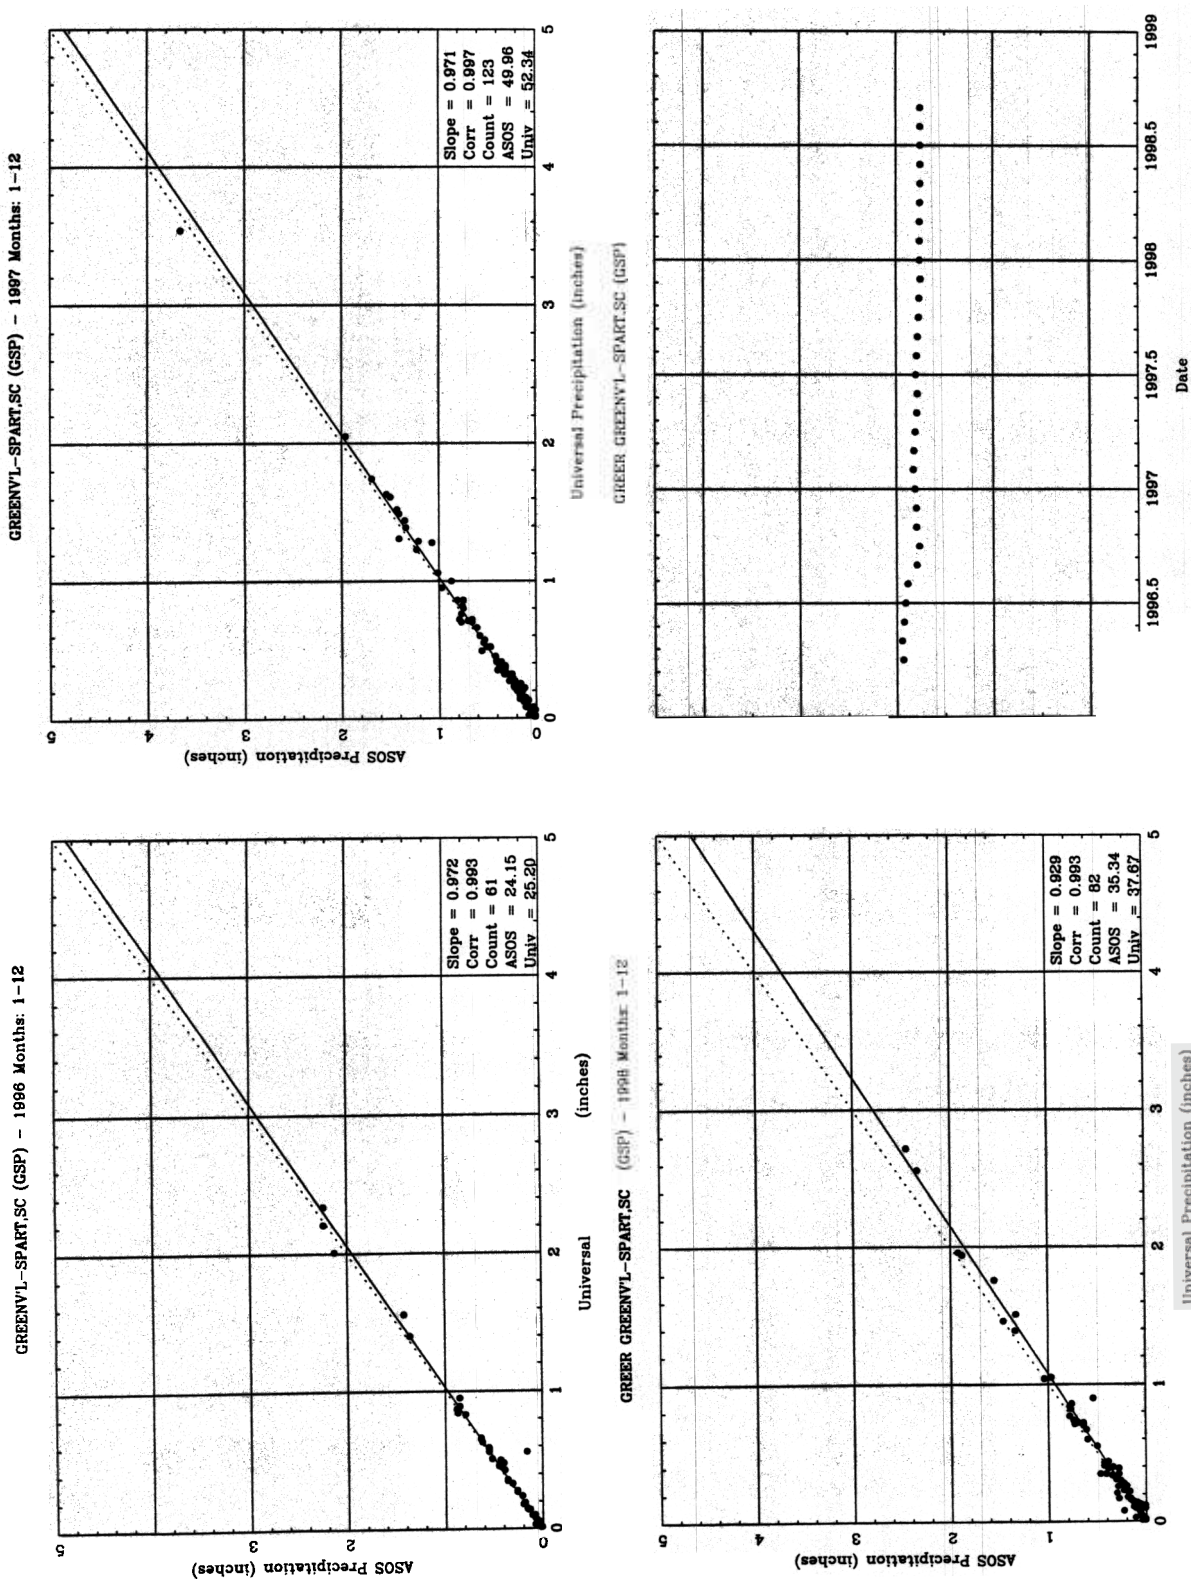 GREENV'L-SPART,SC (GSP) - 1996 Months: 1-12
ASOS Precipitation (inches)
5
3
2
1
0
0
1
2
3
4
5
Slope = 0.972
Corr = 0.993
Count = 61
ASOS = 24.15
Univ = 25.20
Universal (inches)
GREENV'L-SPART,SC (GSP) - 1997 Months: 1-12
ASOS Precipitation (inches)
5
4
3
2
1
0
0
1
2
3
4
5
Slope = 0.971
Corr = 0.997
Count = 123
ASOS = 49.96
Univ = 52.34
Universal Precipitation (inches)
GREER GREENV'L-SPART,SC (GSP) - 1998 Months: 1-12
ASOS Precipitation (inches)
5
4
3
2
1
0
0
1
2
3
4
5
Slope = 0.929
Corr = 0.993
Count = 82
ASOS = 35.34
Univ = 37.67
Universal Precipitation (inches)
GREER GREENV'L-SPART,SC (GSP)
1996.5
1997
1997.5
1998
1998.5
1999
Date